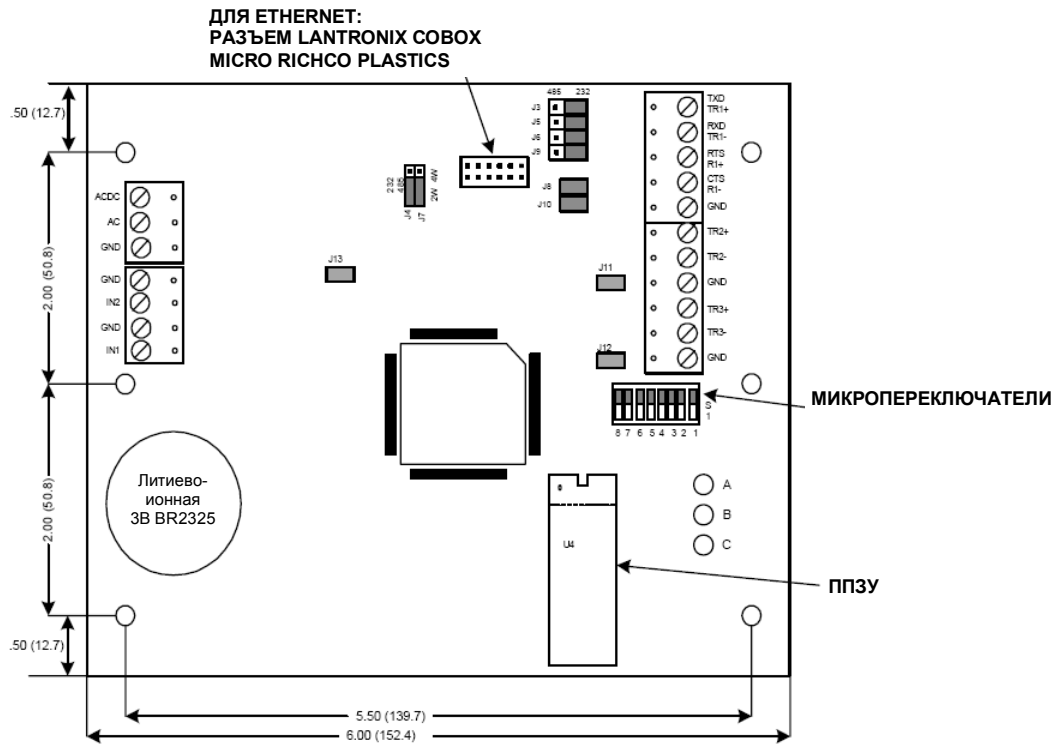 ДЛЯ ETHERNET:
РАЗЪЕМ LANTRONIX COBOX
MICRO RICHCO PLASTICS
.50 (12.7)
2.00 (50.8)
2.00 (50.8)
.50 (12.7)
ACDC
AC
GND
GND
IN2
GND
IN1
485 232
J3
J5
J6
J9
J8
J10
232
485
4W
2W
J4
J7
J13
J11
J12
TXD
TR1+
RXD
TR1-
RTS
R1+
CTS
R1-
GND
TR2+
TR2-
GND
TR3+
TR3-
GND
S
1
8 7 6 5 4 3 2 1
МИКРОПЕРЕКЛЮЧАТЕЛИ
Литиево-
ионная
3В BR2325
U4
A
B
C
ППЗУ
5.50 (139.7)
6.00 (152.4)